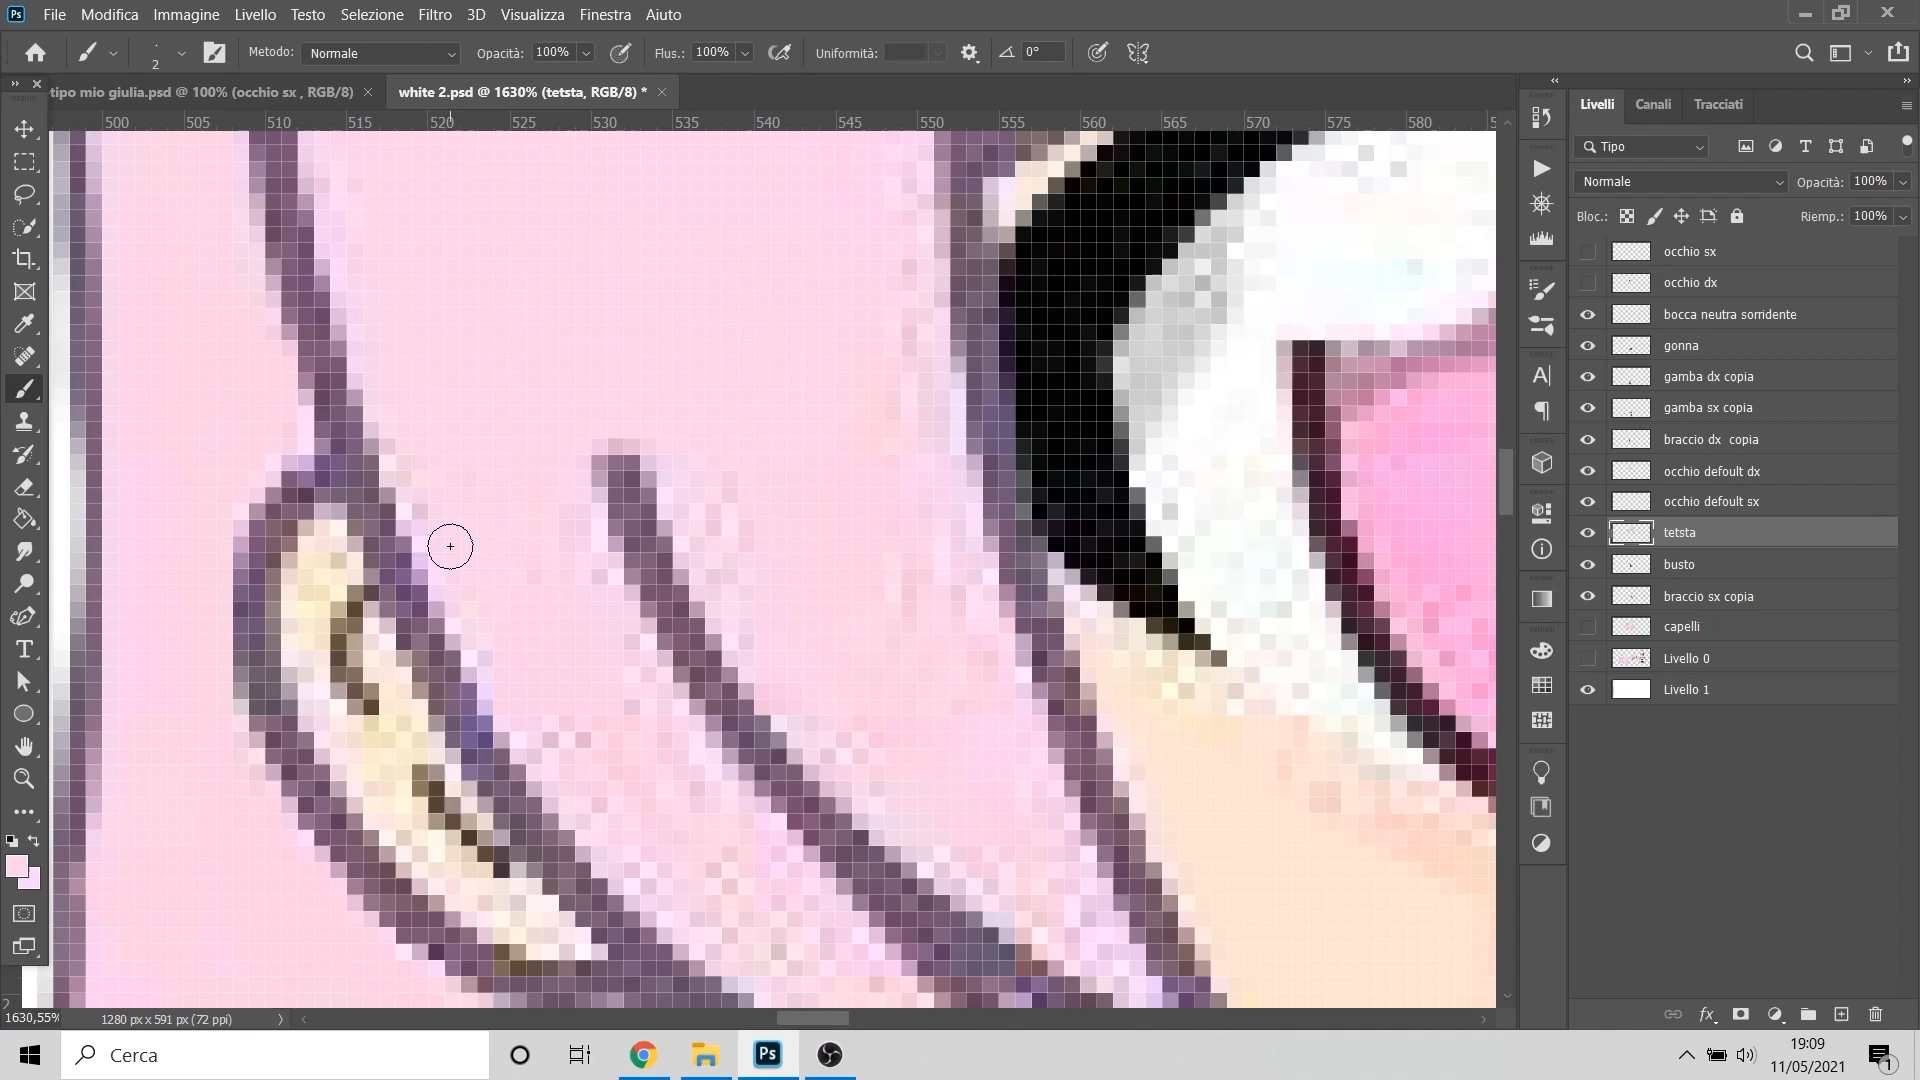 File Modifica Immagine Livello Testo Selezione Filtro 3D Visualizza Finestra Aiuto
2 Metodo: Normale Opacità: 100% Flus.: 100% Uniformità: 0°
tipo mio giulia.psd @ 100% (occhio sx , RGB/8) white 2.psd @ 1630% (tetsta, RGB/8) *
500 505 510 515 520 525 530 535 540 545 550 555 560 565 570 575 580
Livelli Canali Tracciati
Tipo
Normale Opacità: 100%
Bloc.: Riemp.: 100%
occhio sx
occhio dx
bocca neutra sorridente
gonna
gamba dx copia
gamba sx copia
braccio dx copia
occhio defoult dx
occhio defoult sx
tetsta
busto
braccio sx copia
capelli
Livello 0
Livello 1
2
1630,55% 1280 px x 591 px (72 ppi)
Cerca
19:09
11/05/2021
1